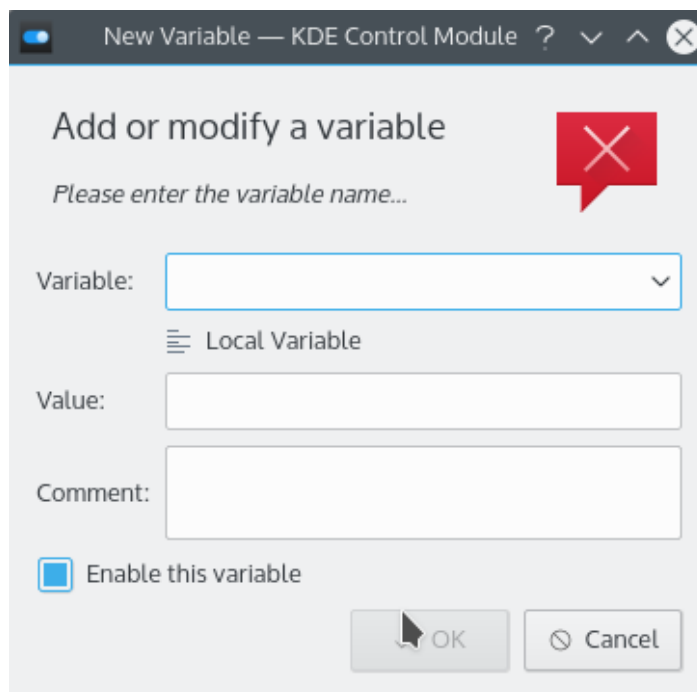 New Variable — KDE Control Module ?
Add or modify a variable
Please enter the variable name...
Variable:
Local Variable
Value:
Comment:
Enable this variable
OK Cancel